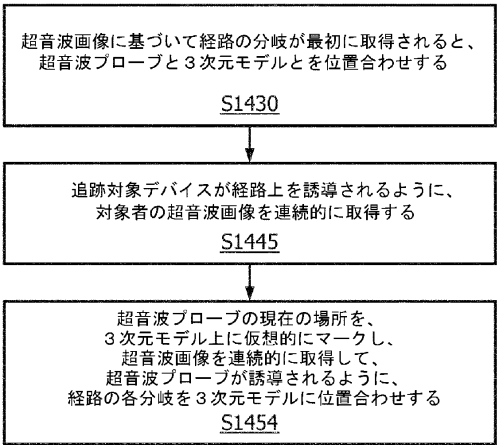 超音波画像に基づいて経路の分岐が最初に取得されると、
超音波プローブと3次元モデルとを位置合わせする
S1430
追跡対象デバイスが経路上を誘導されるように、
対象者の超音波画像を連続的に取得する
S1445
超音波プローブの現在の場所を、
3次元モデル上に仮想的にマークし、
超音波画像を連続的に取得して、
超音波プローブが誘導されるように、
経路の各分岐を3次元モデルに位置合わせする
S1454